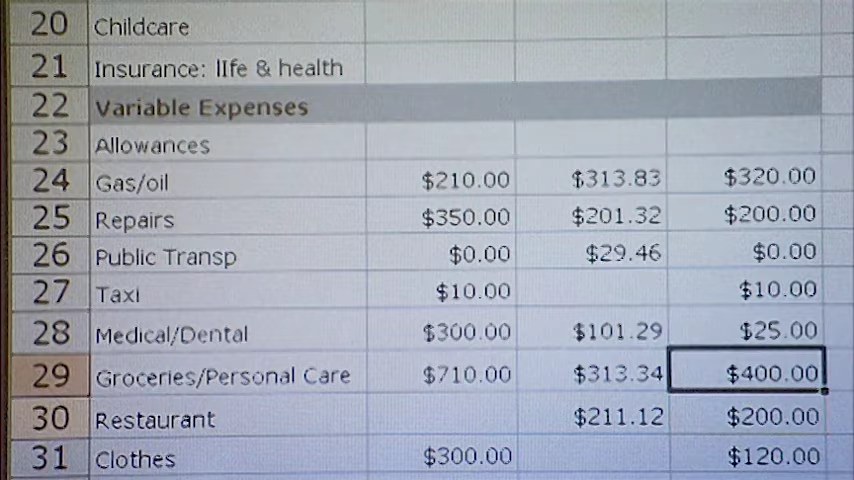 20 Childcare
21 Insurance: lIfe & health
22 Variable Expenses
23 Allowances
24 Gas/oil $210.00 $313.83 $320.00
25 Repairs $350.00 $201.32 $200.00
26 Public Transp $0.00 $29.46 $0.00
27 Taxi $10.00 $10.00
28 Medical/Dental $300.00 $101.29 $25.00
29 Groceries/Personal Care $710.00 $313.34 $400.00
30 Restaurant $211.12 $200.00
31 Clothes $300.00 $120.00